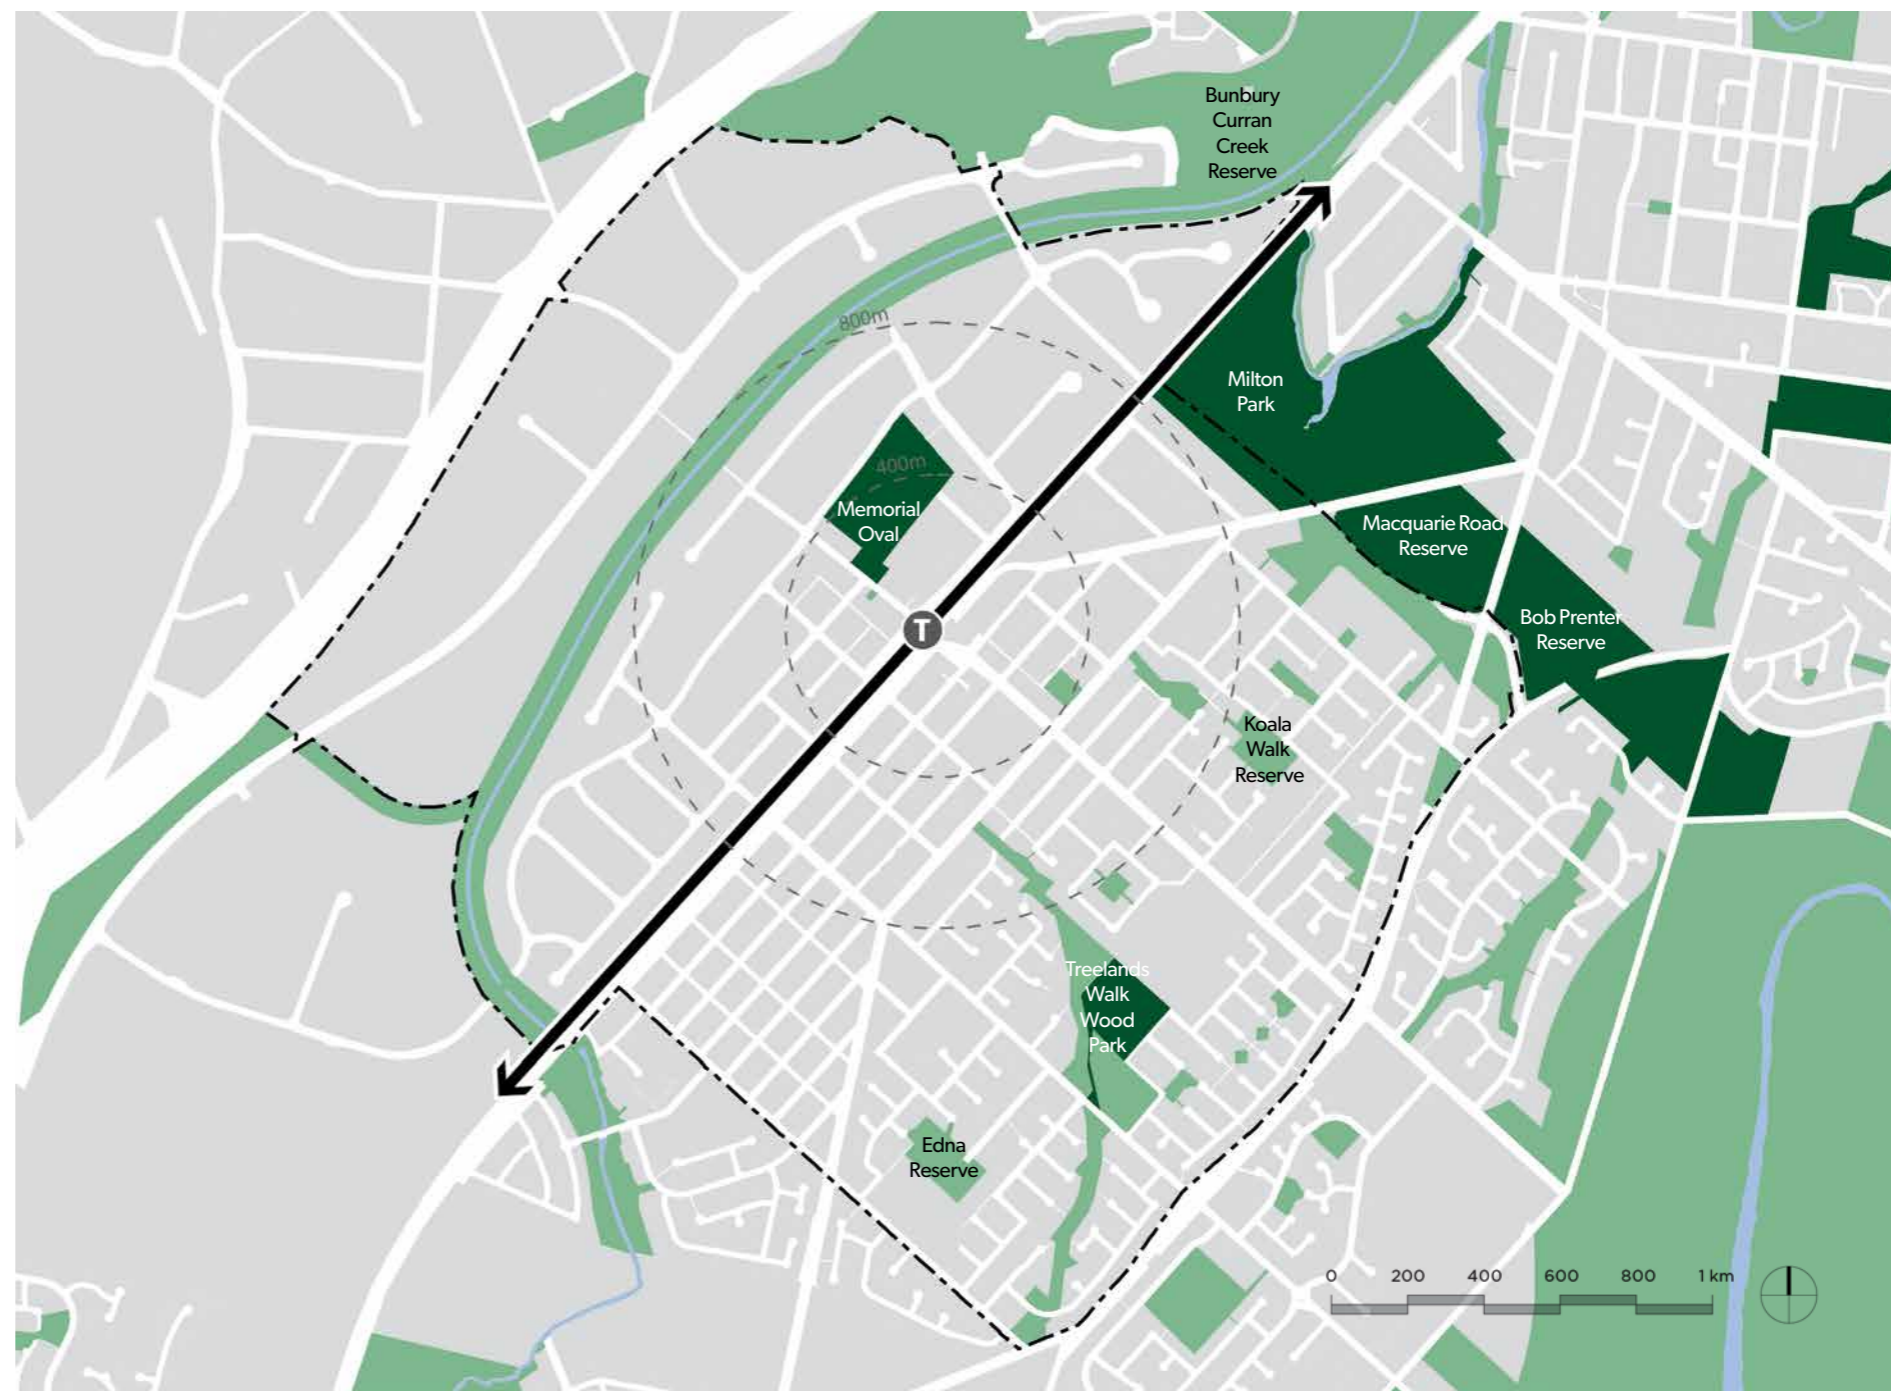 Bunbury
Curran
Creek
Reserve
800m
Milton
Park
400m
Memorial
Oval
Macquarie Road
Reserve
T
Bob Prenter
Reserve
Koala
Walk
Reserve
Treelands
Walk
Wood
Park
Edna
Reserve
0 200 400 600 800 1 km